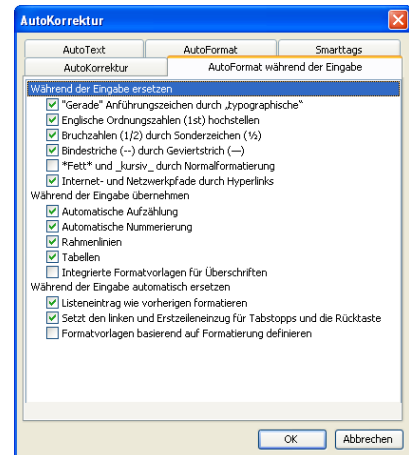 AutoKorrektur
AutoText AutoFormat Smarttags
AutoKorrektur AutoFormat während der Eingabe
Während der Eingabe ersetzen
"Gerade" Anführungszeichen durch „typographische“
Englische Ordnungszahlen (1st) hochstellen
Bruchzahlen (1/2) durch Sonderzeichen (½)
Bindestriche (--) durch Geviertstrich (—)
*Fett* und _kursiv_ durch Normalformatierung
Internet- und Netzwerkpfade durch Hyperlinks
Während der Eingabe übernehmen
Automatische Aufzählung
Automatische Nummerierung
Rahmenlinien
Tabellen
Integrierte Formatvorlagen für Überschriften
Während der Eingabe automatisch ersetzen
Listeneintrag wie vorherigen formatieren
Setzt den linken und Erstzeileneinzug für Tabstopps und die Rücktaste
Formatvorlagen basierend auf Formatierung definieren
OK Abbrechen